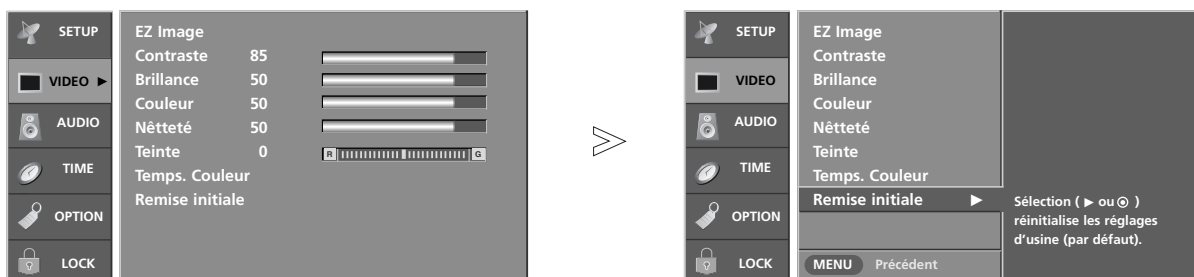 SETUP
VIDEO ►
AUDIO
TIME
OPTION
LOCK
EZ Image
Contraste 85
Brillance 50
Couleur 50
Nêtteté 50
Teinte 0 R G
Temps. Couleur
Remise initiale
>
SETUP
VIDEO
AUDIO
TIME
OPTION
LOCK
EZ Image
Contraste
Brillance
Couleur
Nêtteté
Teinte
Temps. Couleur
Remise initiale ►
MENU Précédent
Sélection ( ► ou ⊙ )
réinitialise les réglages
d'usine (par défaut).